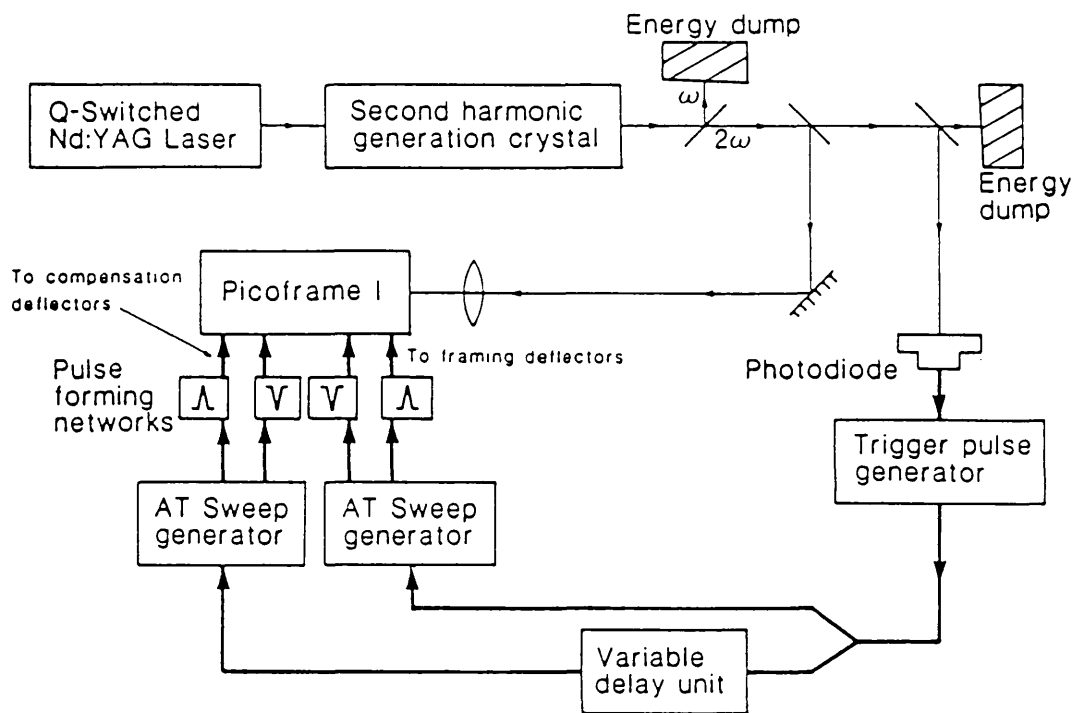 Energy dump
Q-Switched
Nd:YAG Laser
Second harmonic
generation crystal
ω
2ω
Energy
dump
To compensation
deflectors
Picoframe I
To framing deflectors
Pulse
forming
networks
Photodiode
Trigger pulse
generator
AT Sweep
generator
AT Sweep
generator
Variable
delay unit